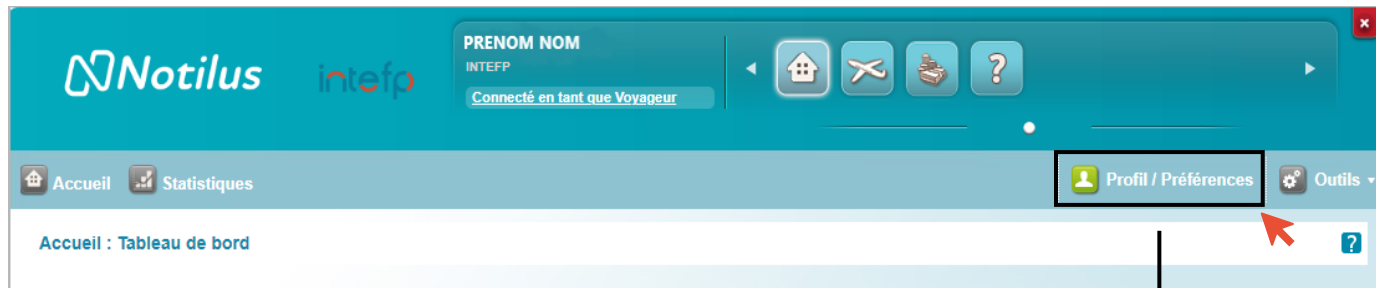 Notilus
intefp
PRENOM NOM
INTEFP
Connecté en tant que Voyageur
?
x
Accueil
Statistiques
Profil / Préférences
Outils
Accueil : Tableau de bord
?